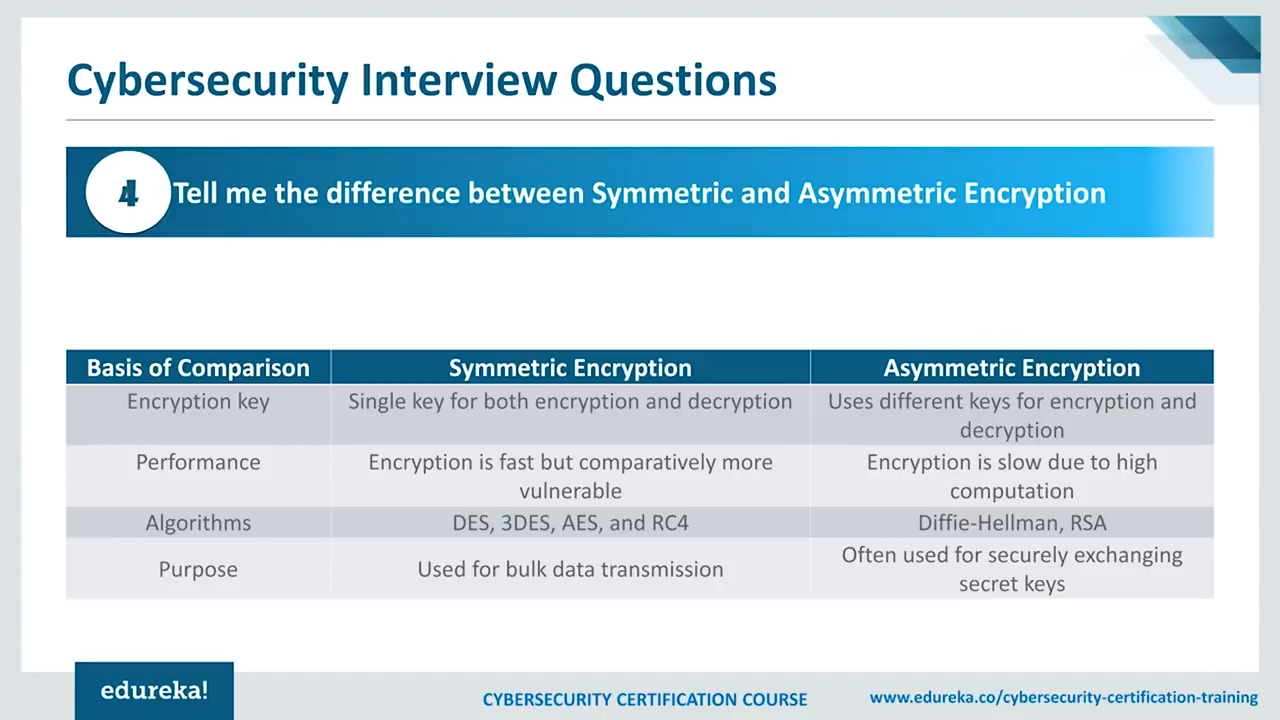 Cybersecurity Interview Questions
4 Tell me the difference between Symmetric and Asymmetric Encryption
Basis of Comparison Symmetric Encryption Asymmetric Encryption
Encryption key Single key for both encryption and decryption Uses different keys for encryption and
decryption
Performance Encryption is fast but comparatively more Encryption is slow due to high
vulnerable computation
Algorithms DES, 3DES, AES, and RC4 Diffie-Hellman, RSA
Purpose Used for bulk data transmission Often used for securely exchanging
secret keys
edureka!
CYBERSECURITY CERTIFICATION COURSE
www.edureka.co/cybersecurity-certification-training